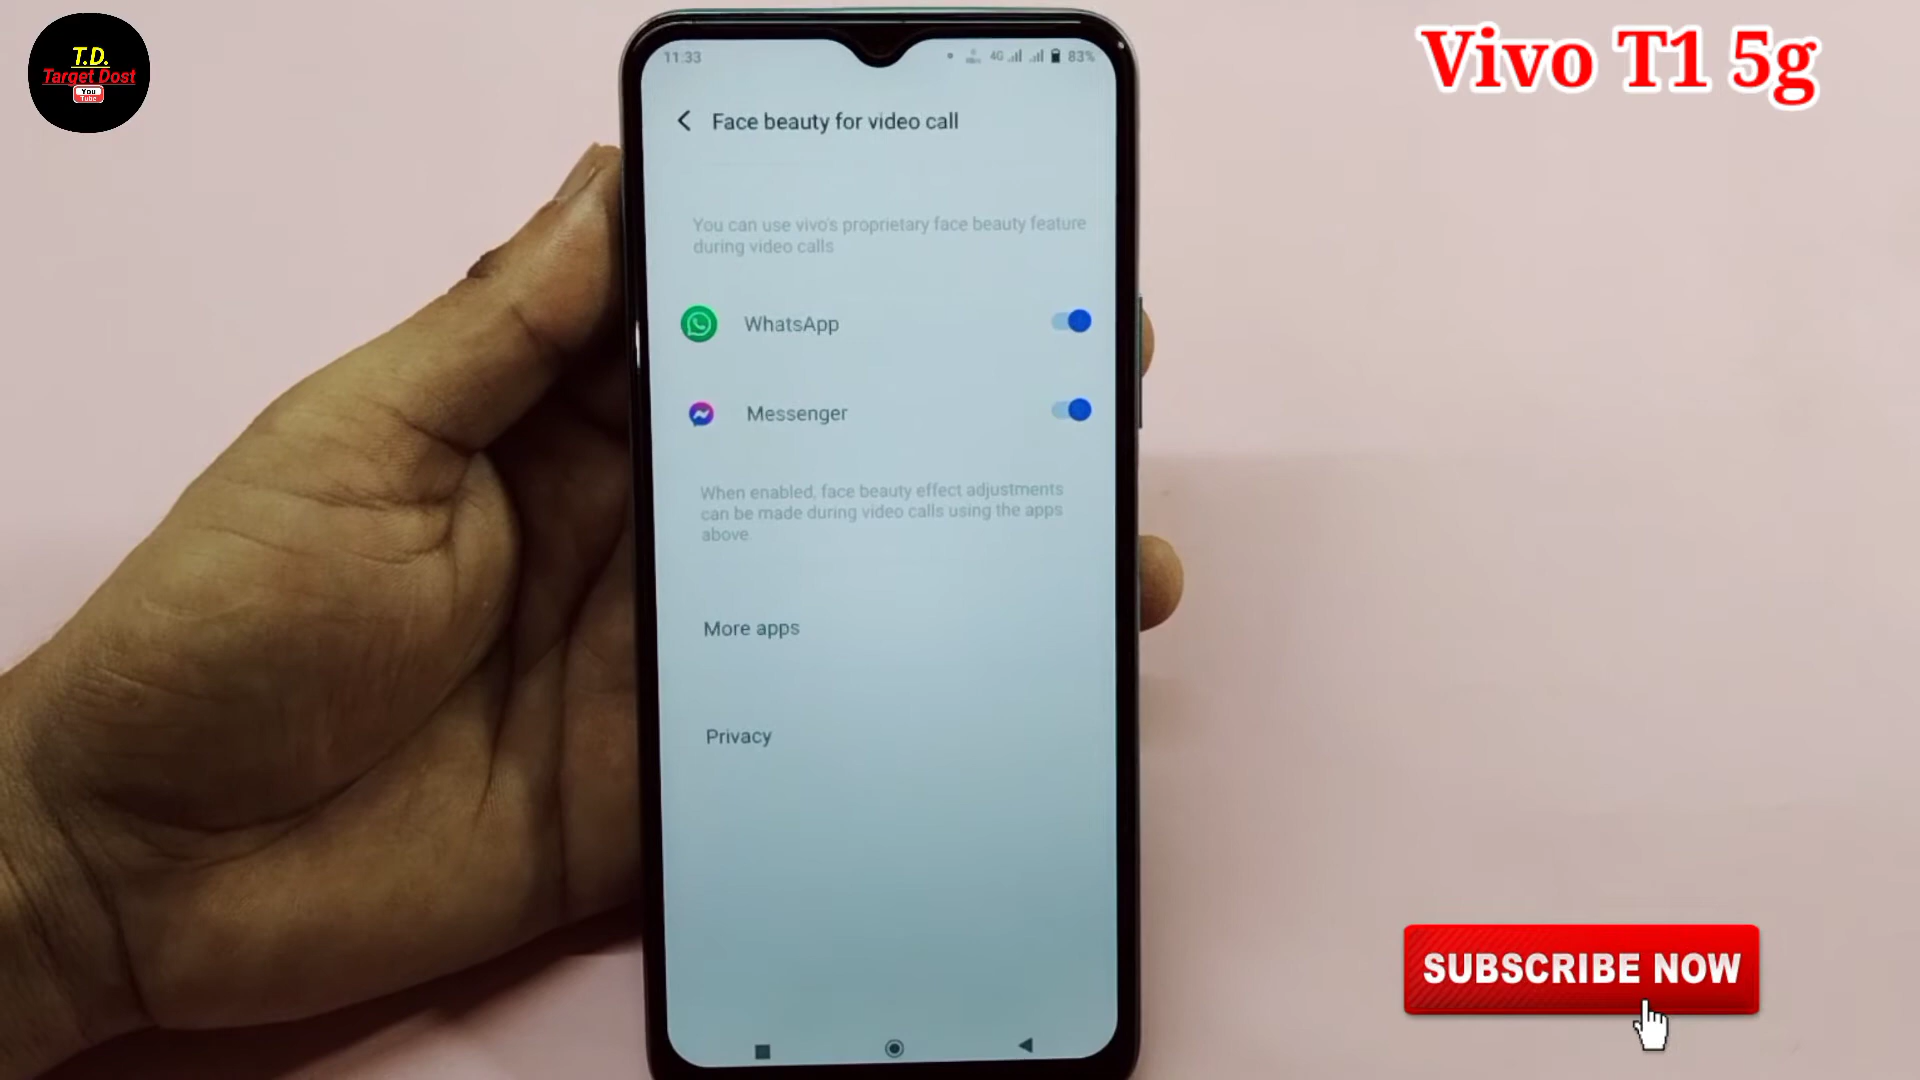 T.D.
Target Dost
You
Tube
Vivo T1 5g
11:33
4G
83%
Face beauty for video call
You can use vivo's proprietary face beauty feature
during video calls
WhatsApp
Messenger
When enabled, face beauty effect adjustments
can be made during video calls using the apps
above.
More apps
Privacy
SUBSCRIBE NOW